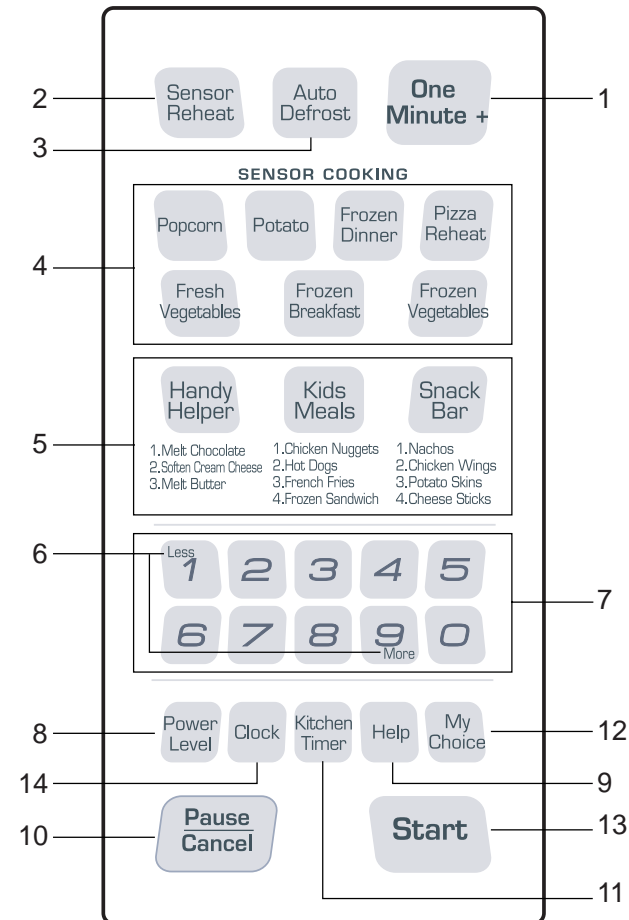 Sensor
Reheat
Auto
Defrost
One
Minute +
2
1
3
SENSOR COOKING
Popcorn
Potato
Frozen
Dinner
Pizza
Reheat
4
Fresh
Vegetables
Frozen
Breakfast
Frozen
Vegetables
Handy
Helper
Kids
Meals
Snack
Bar
5
1.Melt Chocolate
2.Soften Cream Cheese
3.Melt Butter
1.Chicken Nuggets
2.Hot Dogs
3.French Fries
4.Frozen Sandwich
1.Nachos
2.Chicken Wings
3.Potato Skins
4.Cheese Sticks
6
Less
1 2 3 4 5
7
6 7 8 9 0
More
8
Power
Level
Clock
Kitchen
Timer
Help
My
Choice
12
14
9
10
Pause
Cancel
Start
13
11